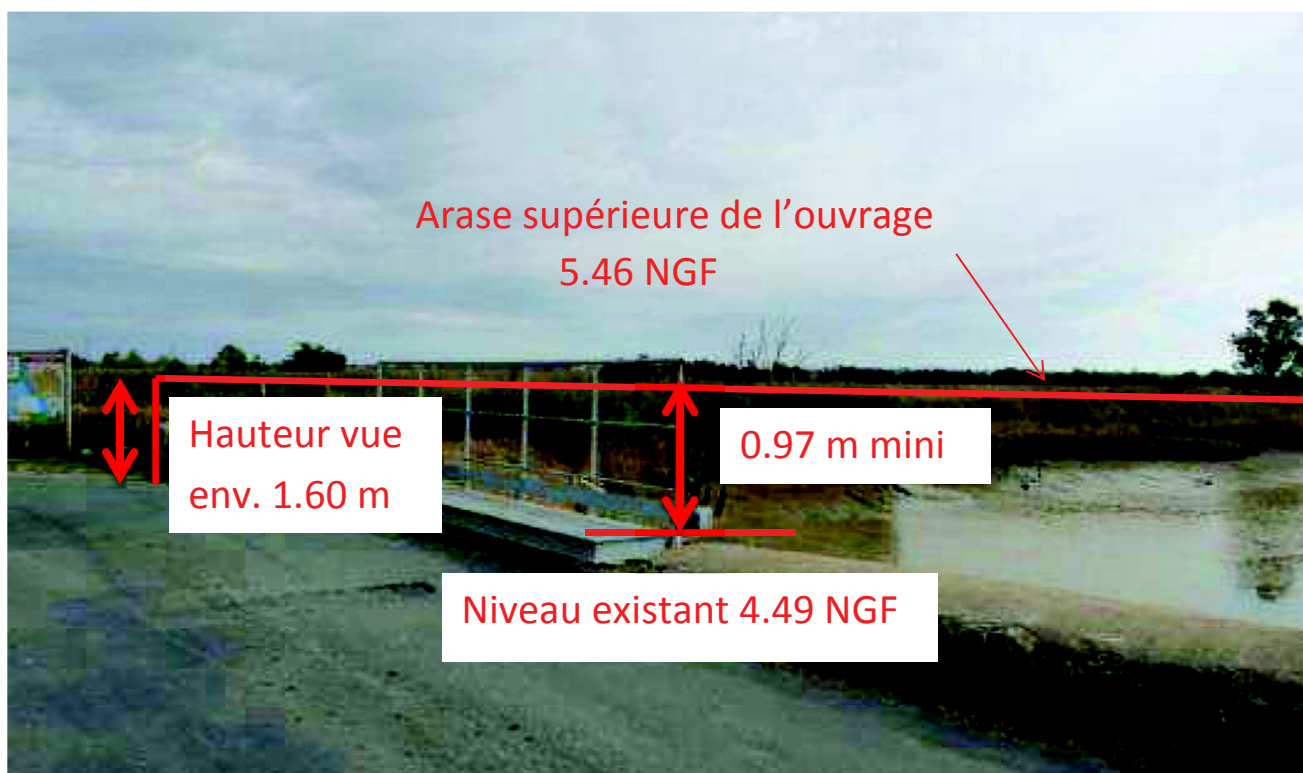 Arase supérieure de l’ouvrage
5.46 NGF
Hauteur vue
env. 1.60 m
0.97 m mini
Niveau existant 4.49 NGF